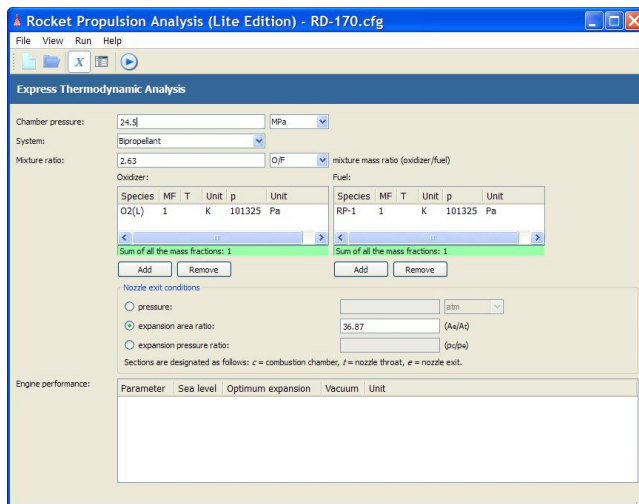 Rocket Propulsion Analysis (Lite Edition) - RD-170.cfg
File View Run Help
X
Express Thermodynamic Analysis
Chamber pressure: 24.5 MPa
System: Bipropellant
Mixture ratio: 2.63 O/F mixture mass ratio (oxidizer/fuel)
Oxidizer: Fuel:
Species MF T Unit p Unit Species MF T Unit p Unit
O2(L) 1 K 101325 Pa RP-1 1 K 101325 Pa
Sum of all the mass fractions: 1 Sum of all the mass fractions: 1
Add Remove Add Remove
Nozzle exit conditions
pressure: atm
expansion area ratio: 36.87 (Ae/At)
expansion pressure ratio: (pc/pe)
Sections are designated as follows: c = combustion chamber, t = nozzle throat, e = nozzle exit.
Engine performance: Parameter Sea level Optimum expansion Vacuum Unit